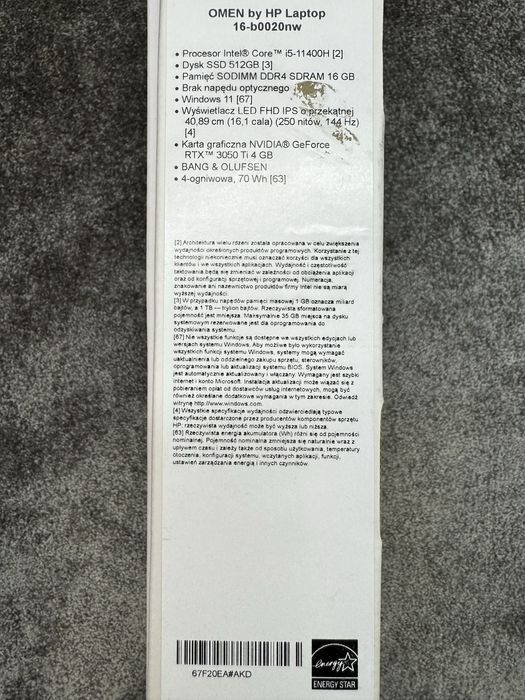 OMEN by HP Laptop
16-b0020nw
• Procesor Intel® Core™ i5-11400H [2]
• Dysk SSD 512GB [3]
• Pamięć SODIMM DDR4 SDRAM 16 GB
• Brak napędu optycznego
• Windows 11 [67]
• Wyświetlacz LED FHD IPS o przekątnej
40,89 cm (16,1 cala) (250 nitów, 144 Hz)
[4]
• Karta graficzna NVIDIA® GeForce
RTX™ 3050 Ti 4 GB
• BANG & OLUFSEN
• 4-ogniwowa, 70 Wh [63]
[2] Architektura wielu rdzeni została opracowana w celu zwiększenia
wydajności określonych produktów programowych. Korzystanie z tej
technologii niekoniecznie musi oznaczać korzyści dla wszystkich
klientów i we wszystkich aplikacjach. Wydajność i częstotliwość
taktowania będą się zmieniać w zależności od obciążenia aplikacji
oraz od konfiguracji sprzętowej i programowej. Numeracja,
znakowanie ani nazewnictwo produktów firmy Intel nie są miarą
wyższej wydajności.
[3] W przypadku napędów pamięci masowej 1 GB oznacza miliard
bajtów, a 1 TB — trylion bajtów. Rzeczywista sformatowana
pojemność jest mniejsza. Maksymalnie 35 GB miejsca na dysku
systemowym rezerwowane jest dla oprogramowania do
odzyskiwania systemu.
[67] Nie wszystkie funkcje są dostępne we wszystkich edycjach lub
wersjach systemu Windows. Aby możliwe było wykorzystanie
wszystkich funkcji systemu Windows, systemy mogą wymagać
uaktualnienia lub oddzielnego zakupu sprzętu, sterowników,
oprogramowania lub aktualizacji systemu BIOS. System Windows
jest automatycznie aktualizowany i włączany. Wymagany jest szybki
internet i konto Microsoft. Instalacja aktualizacji może wiązać się z
pobieraniem opłat od dostawców usług internetowych, mogą być
również określane dodatkowe wymagania w tym zakresie. Odwiedź
witrynę http://www.windows.com.
[4] Wszystkie specyfikacje wydajności odzwierciedlają typowe
specyfikacje dostarczone przez producentów komponentów sprzętu
HP; rzeczywista wydajność może być wyższa lub niższa.
[63] Rzeczywista energia akumulatora (Wh) różni się od pojemności
nominalnej. Pojemność nominalna zmniejsza się naturalnie wraz z
upływem czasu i zależy także od sposobu użytkowania, temperatury
otoczenia, konfiguracji systemu, wczytanych aplikacji, funkcji,
ustawień zarządzania energią i innych czynników.
67F20EA#AKD
energy
ENERGY STAR